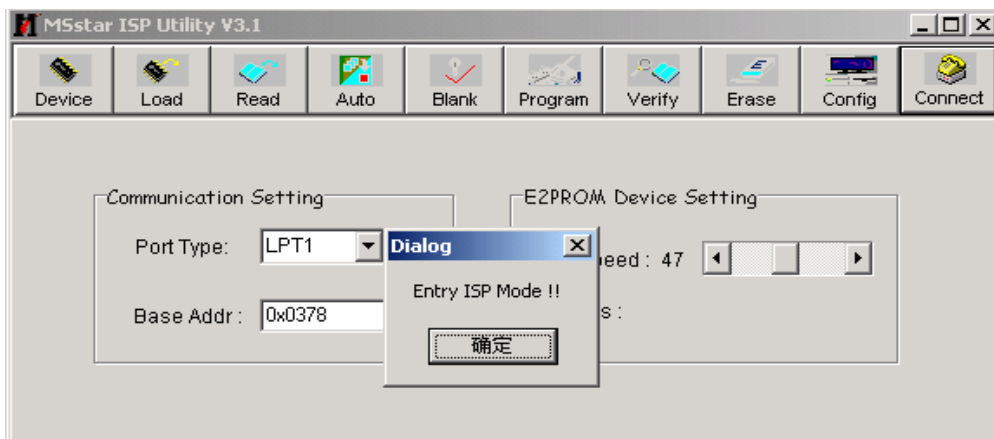 MSstar ISP Utility V3.1
Device Load Read Auto Blank Program Verify Erase Config Connect
Communication Setting
Port Type: LPT1
Base Addr: 0x0378
E2PROM Device Setting
eed: 47
s:
Dialog
Entry ISP Mode !!
确定